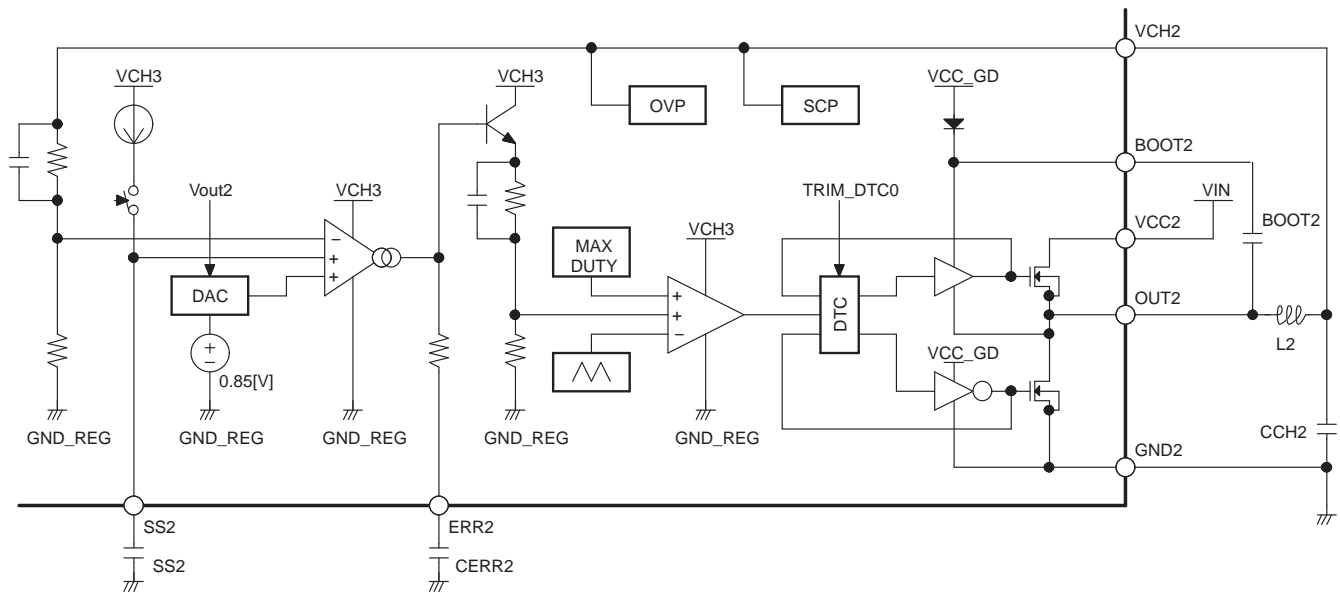 VCH2
VCH3
VCH3
VCC_GD
OVP
SCP
BOOT2
Vout2
VCH3
TRIM_DTC0
VIN
BOOT2
VCH3
MAX
DUTY
VCC2
−
+
+
DAC
+
+
−
DTC
OUT2
L2
+
−
0.85[V]
VCC_GD
GND_REG
GND_REG
GND_REG
GND_REG
GND_REG
CCH2
GND2
SS2
ERR2
SS2
CERR2